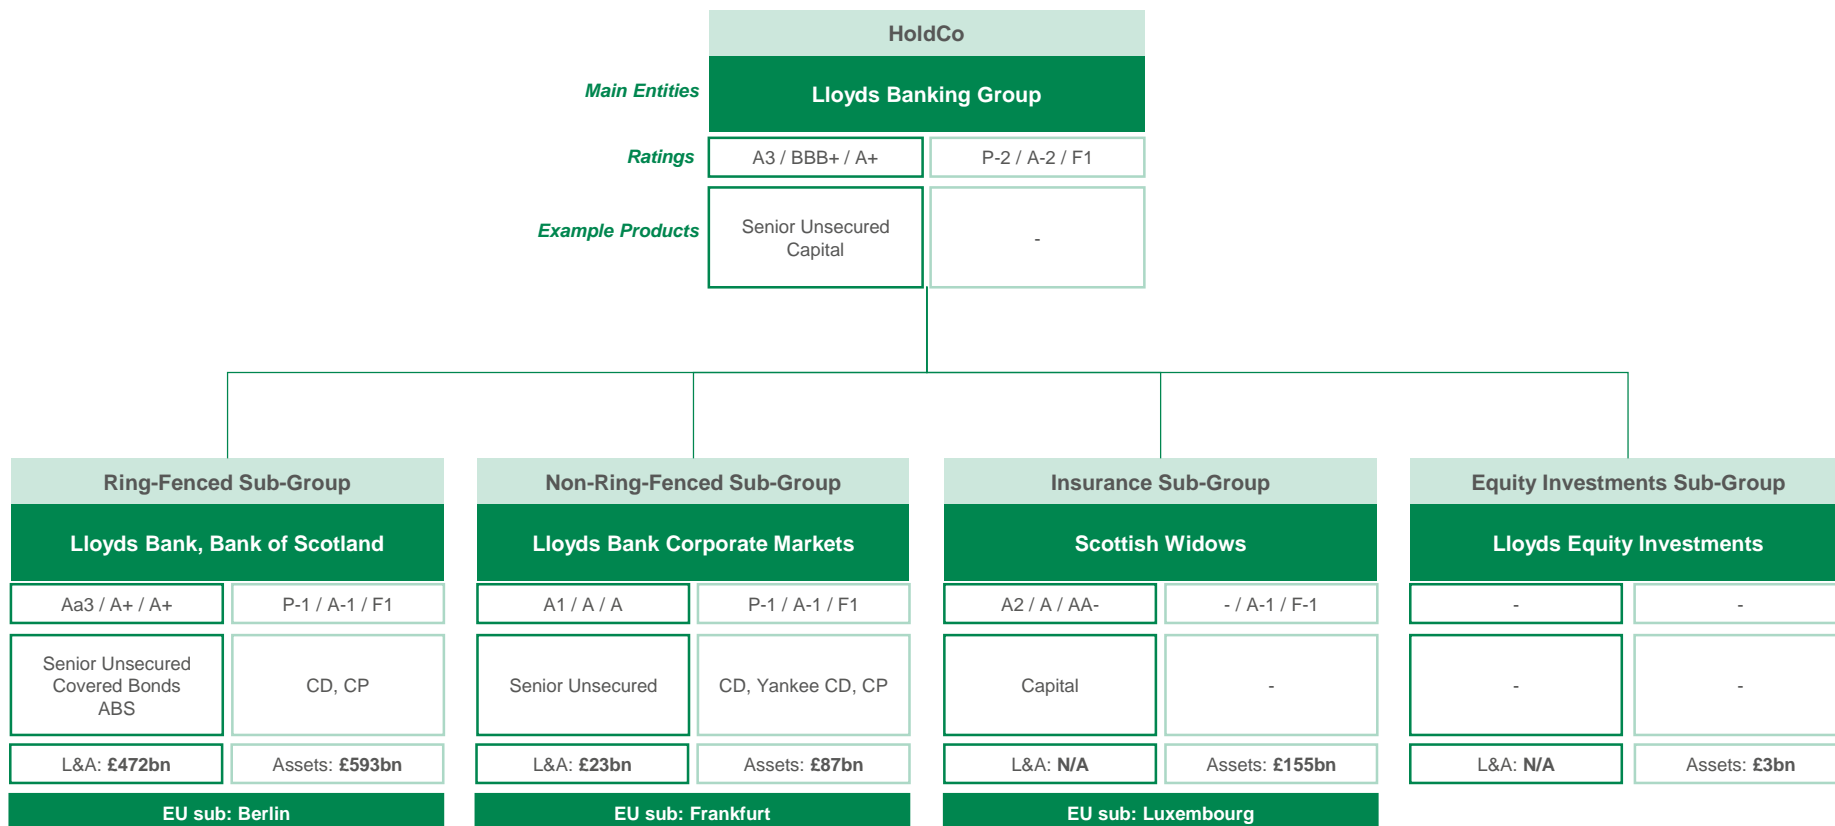 HoldCo
Main Entities
Lloyds Banking Group
Ratings
A3 / BBB+ / A+
P-2 / A-2 / F1
Example Products
Senior Unsecured
Capital
-
Ring-Fenced Sub-Group
Lloyds Bank, Bank of Scotland
Aa3 / A+ / A+
P-1 / A-1 / F1
Senior Unsecured
Covered Bonds
ABS
CD, CP
L&A: £472bn
Assets: £593bn
EU sub: Berlin
Non-Ring-Fenced Sub-Group
Lloyds Bank Corporate Markets
A1 / A / A
P-1 / A-1 / F1
Senior Unsecured
CD, Yankee CD, CP
L&A: £23bn
Assets: £87bn
EU sub: Frankfurt
Insurance Sub-Group
Scottish Widows
A2 / A / AA-
- / A-1 / F-1
Capital
-
L&A: N/A
Assets: £155bn
EU sub: Luxembourg
Equity Investments Sub-Group
Lloyds Equity Investments
-
-
-
-
L&A: N/A
Assets: £3bn